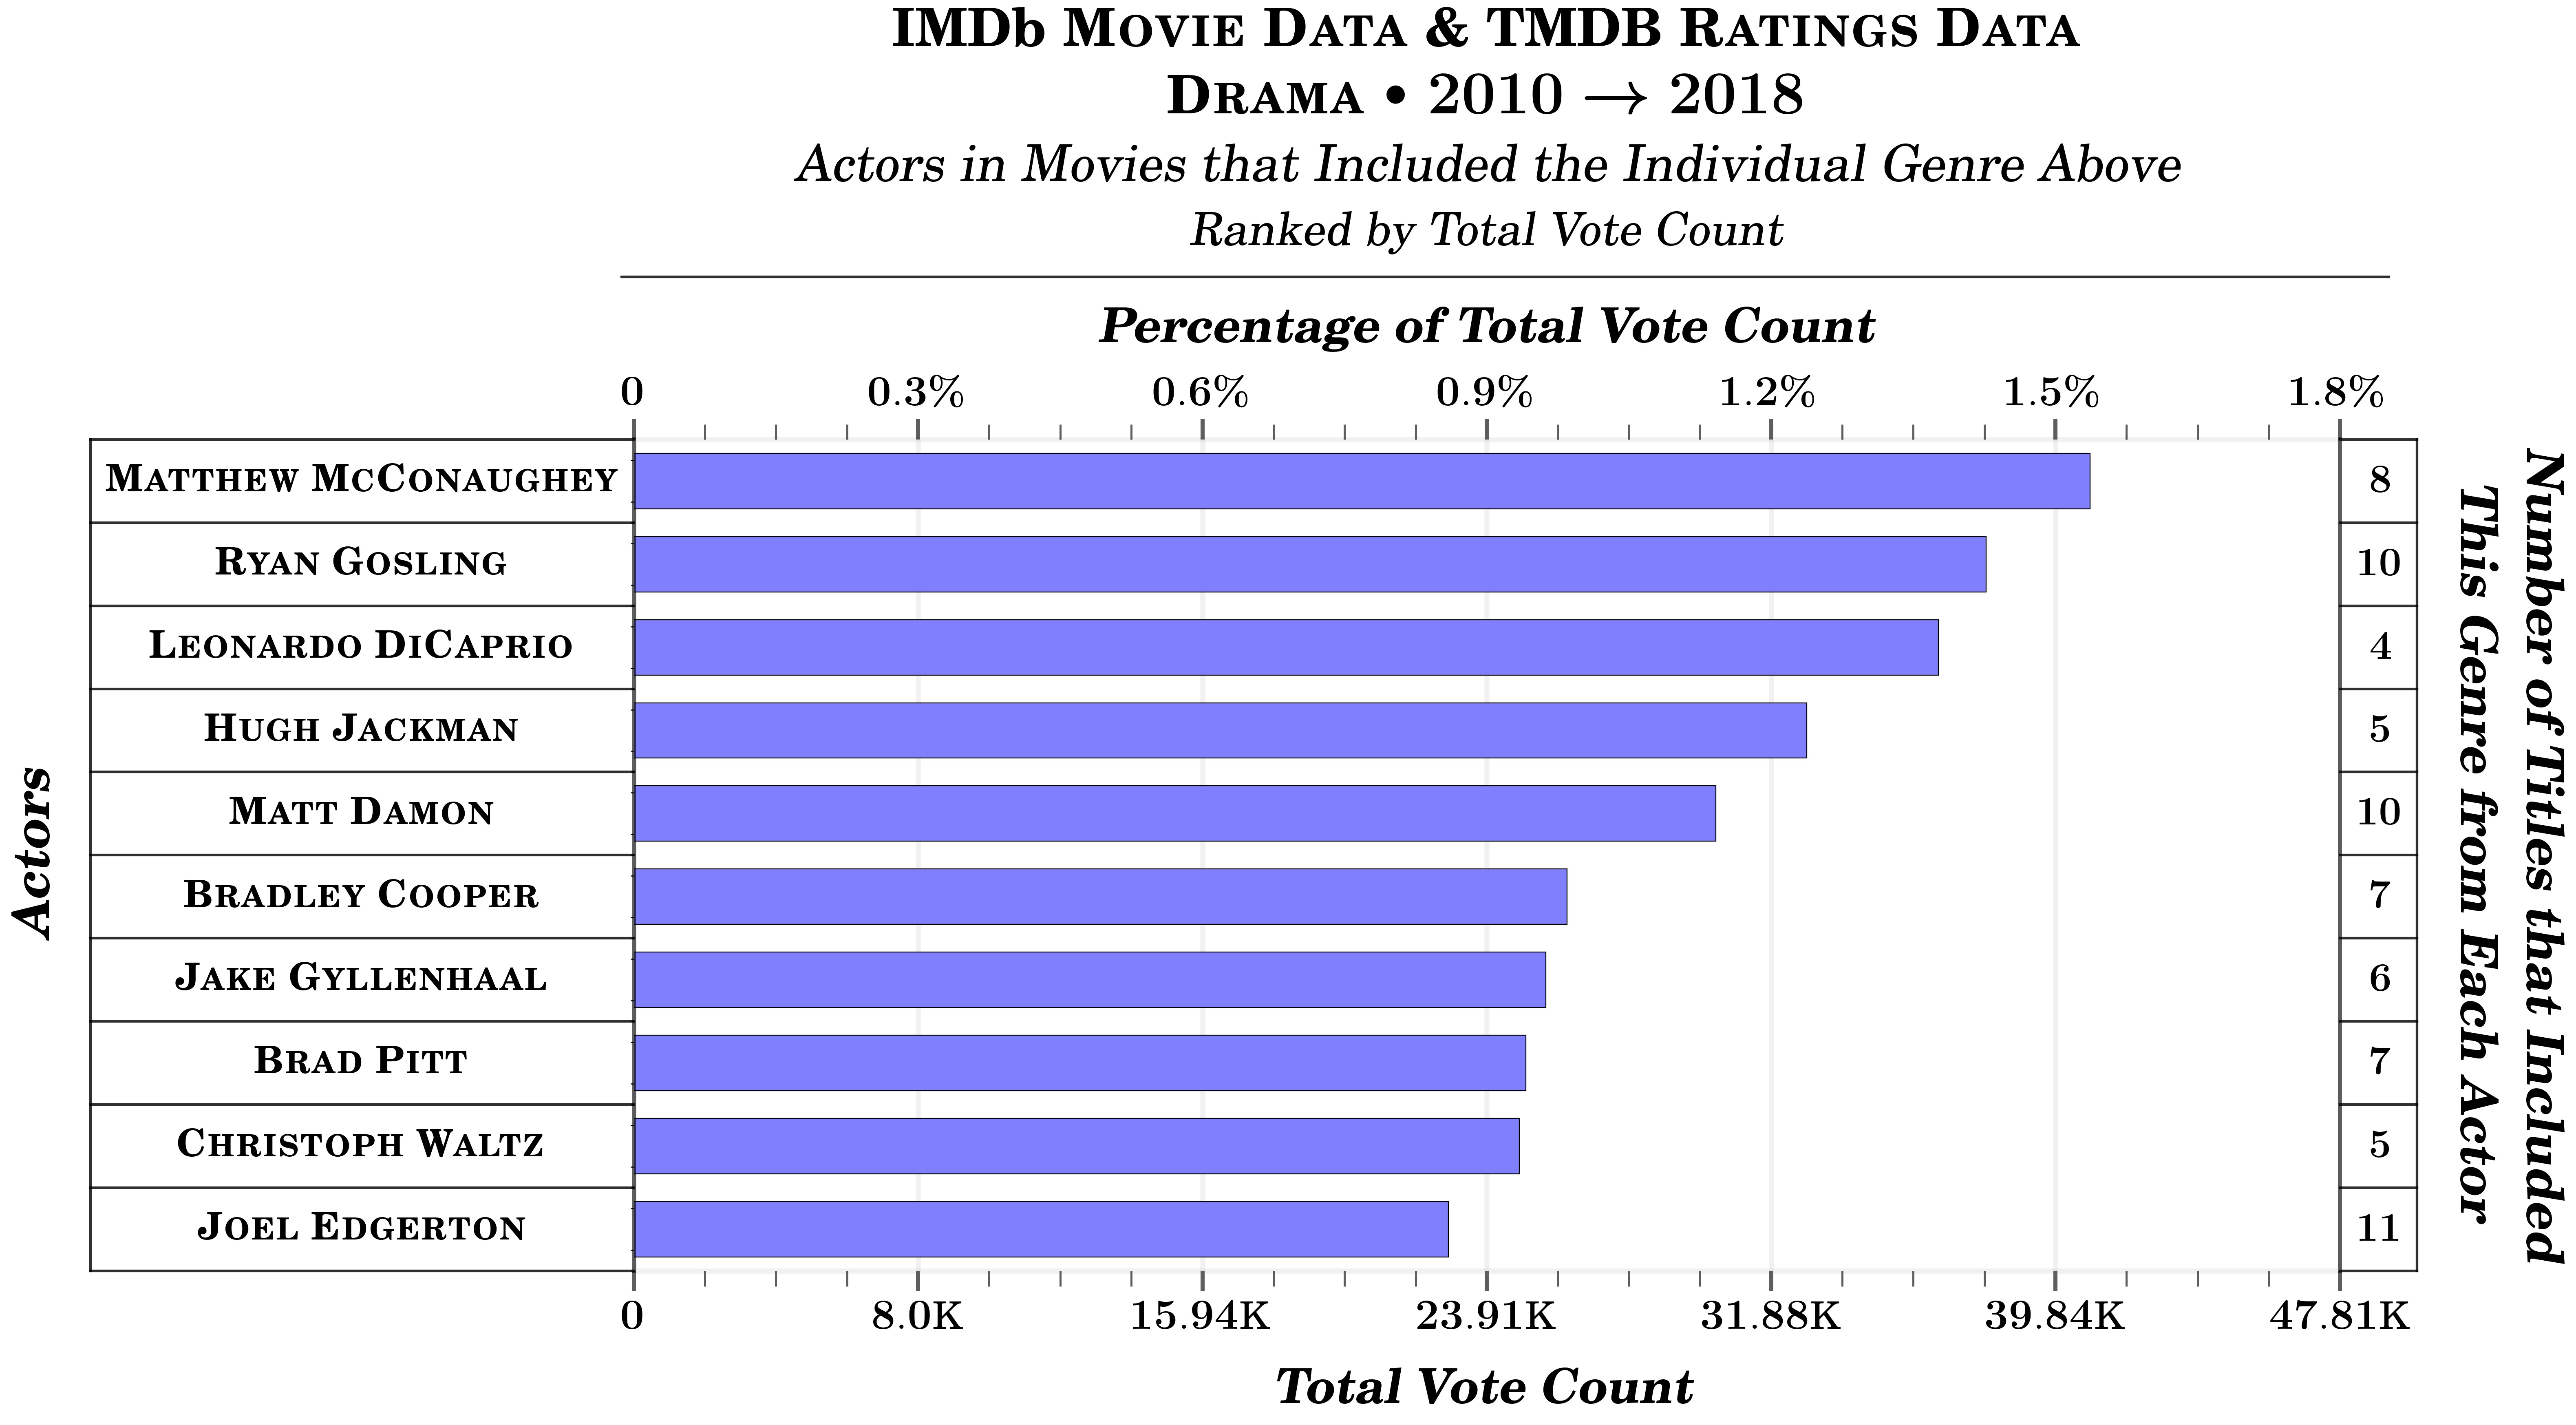 IMDb Movie Data & TMDB Ratings Data
Drama • 2010 → 2018
Actors in Movies that Included the Individual Genre Above
Ranked by Total Vote Count
Percentage of Total Vote Count
0 0.3% 0.6% 0.9% 1.2% 1.5% 1.8%
Matthew McConaughey 8
Ryan Gosling 10
Leonardo DiCaprio 4
Hugh Jackman 5
Matt Damon 10
Bradley Cooper 7
Jake Gyllenhaal 6
Brad Pitt 7
Christoph Waltz 5
Joel Edgerton 11
0 8.0K 15.94K 23.91K 31.88K 39.84K 47.81K
Total Vote Count
Actors
Number of Titles that Included
This Genre from Each Actor